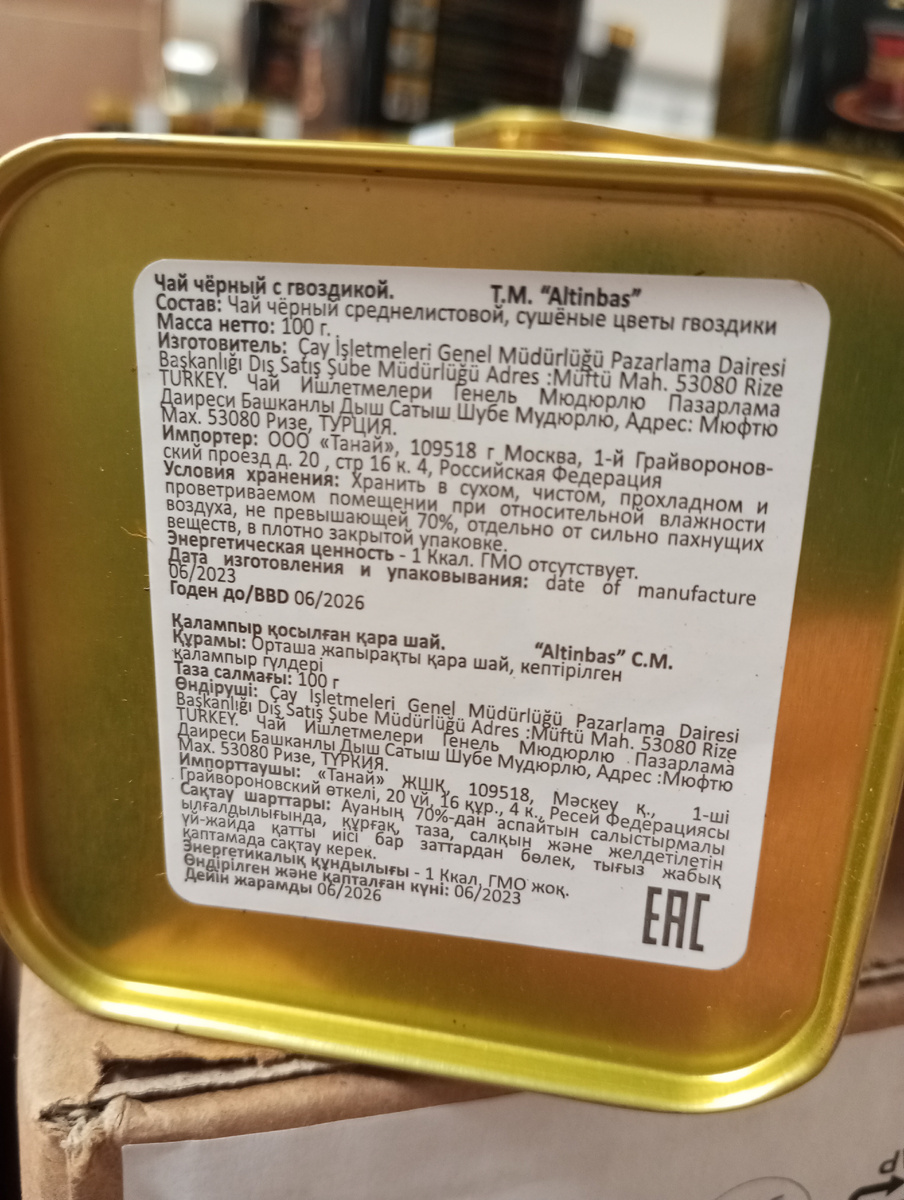 Чай чёрный с гвоздикой. Т.М. “Altinbas”
Состав: Чай чёрный среднелистовой, сушёные цветы гвоздики
Масса нетто: 100 г.
Изготовитель: Çay İşletmeleri Genel Müdürlüğü Pazarlama Dairesi
Başkanlığı Dış Satış Şube Müdürlüğü Adres :Müftü Mah. 53080 Rize
TURKEY. Чай Ишлетмелери Генель Мюдюрлю Пазарлама
Даиреси Башканлы Дыш Сатыш Шубе Мудюрлю, Адрес: Мюфтю
Мах. 53080 Ризе, ТУРЦИЯ.
Импортер: ООО «Танай», 109518 г Москва, 1-й Грайворонов-
ский проезд д. 20 , стр 16 к. 4, Российская Федерация
Условия хранения: Хранить в сухом, чистом, прохладном и
проветриваемом помещении при относительной влажности
воздуха, не превышающей 70%, отдельно от сильно пахнущих
веществ, в плотно закрытой упаковке.
Энергетическая ценность - 1 Ккал. ГМО отсутствует.
Дата изготовления и упаковывания: date of manufacture
06/2023
Годен до/BBD 06/2026
Қалампыр қосылған қара шай. “Altinbas” С.М.
Құрамы: Орташа жапырақты қара шай, кептірілген
қалампыр гүлдері
Таза салмағы: 100 г
Өндіруші: Çay İşletmeleri Genel Müdürlüğü Pazarlama Dairesi
Başkanlığı Dış Satış Şube Müdürlüğü Adres :Müftü Mah. 53080 Rize
TURKEY. Чай Ишлетмелери Генель Мюдюрлю Пазарлама
Даиреси Башканлы Дыш Сатыш Шубе Мудюрлю, Адрес :Мюфтю
Мах. 53080 Ризе, ТҮРКИЯ.
Импорттаушы: «Танай» ЖШҚ, 109518, Мәскеу қ., 1-ші
Грайвороновский өткелі, 20 үй, 16 құр., 4 к., Ресей Федерациясы
Сақтау шарттары: Ауаның 70%-дан аспайтын салыстырмалы
ылғалдылығында, құрғақ, таза, салқын және желдетілетін
үй-жайда қатты иісі бар заттардан бөлек, тығыз жабық
қаптамада сақтау керек.
Энергетикалық құндылығы - 1 Ккал. ГМО жоқ.
Өндірілген және қапталған күні: 06/2023
Дейін жарамды 06/2026
EAC